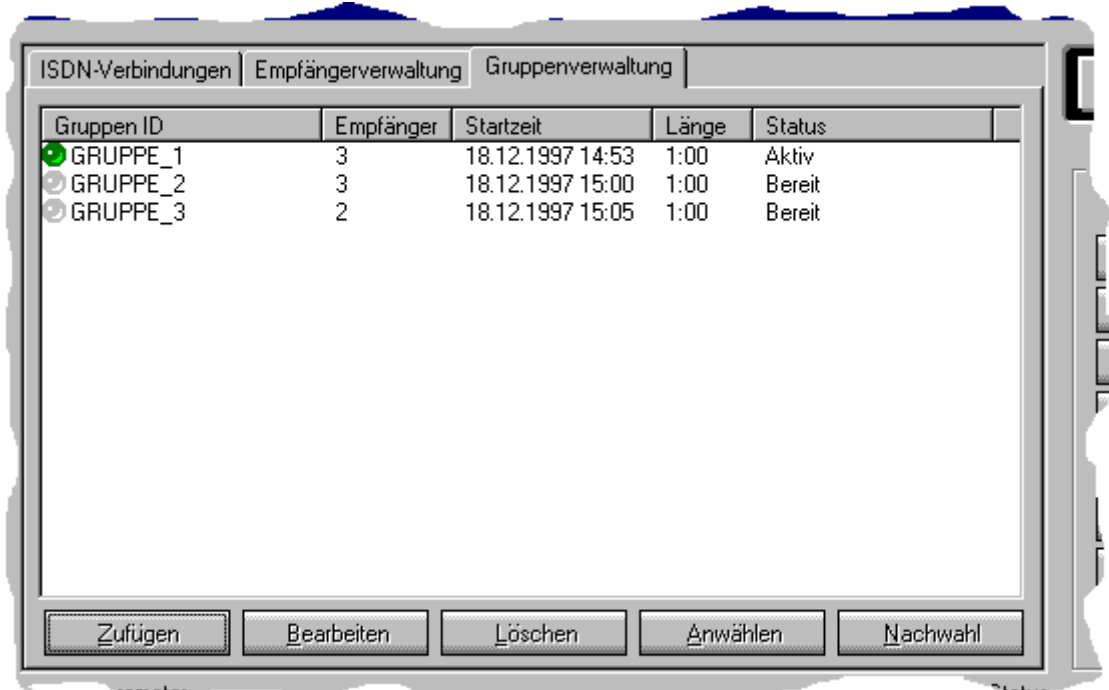 ISDN-Verbindungen Empfängerverwaltung Gruppenverwaltung
Gruppen ID Empfänger Startzeit Länge Status
GRUPPE_1 3 18.12.1997 14:53 1:00 Aktiv
GRUPPE_2 3 18.12.1997 15:00 1:00 Bereit
GRUPPE_3 2 18.12.1997 15:05 1:00 Bereit
Zufügen Bearbeiten Löschen Anwählen Nachwahl